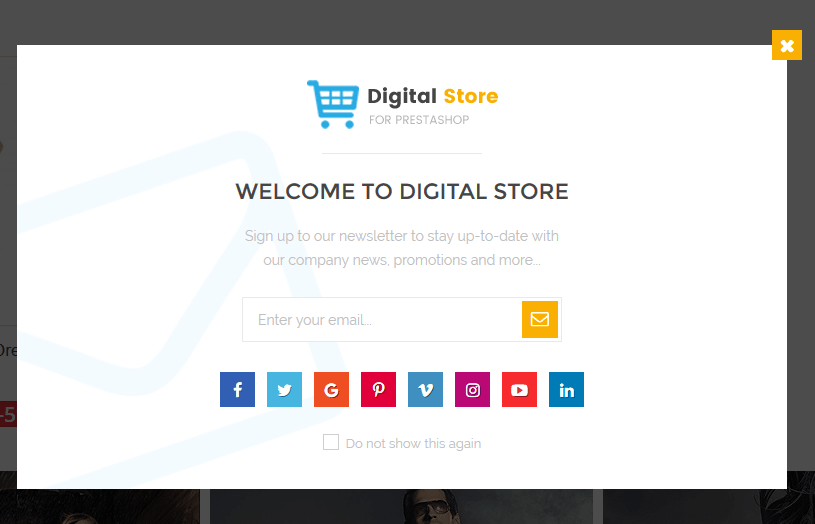 Digital Store
FOR PRESTASHOP
WELCOME TO DIGITAL STORE
Sign up to our newsletter to stay up-to-date with
our company news, promotions and more...
Enter your email...
Do not show this again
-5